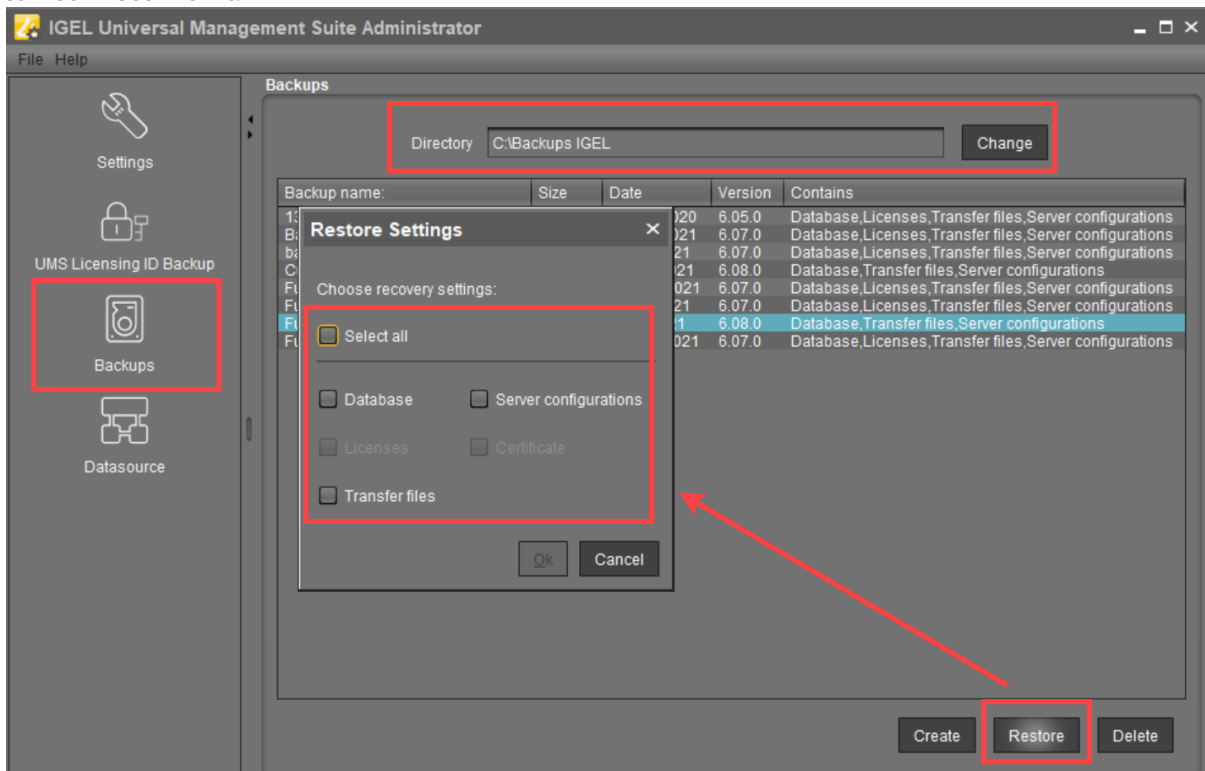 IGEL Universal Management Suite Administrator
File Help
Backups
Settings
UMS Licensing ID Backup
Backups
Datasource
Directory C:\Backups IGEL Change
Backup name: Size Date Version Contains
6.05.0 Database,Licenses,Transfer files,Server configurations
6.07.0 Database,Licenses,Transfer files,Server configurations
6.07.0 Database,Licenses,Transfer files,Server configurations
6.08.0 Database,Transfer files,Server configurations
6.07.0 Database,Licenses,Transfer files,Server configurations
6.07.0 Database,Licenses,Transfer files,Server configurations
6.08.0 Database,Transfer files,Server configurations
6.07.0 Database,Licenses,Transfer files,Server configurations
Restore Settings
Choose recovery settings:
Select all
Database Server configurations
Licenses Certificate
Transfer files
Ok Cancel
Create Restore Delete